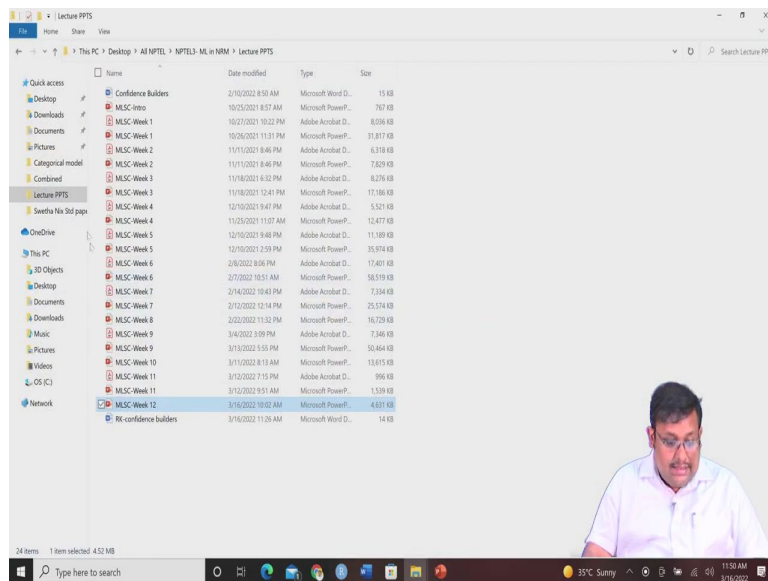 Lecture PPTS
File Home Share View
This PC > Desktop > All NPTEL > NPTEL3- ML in NRM > Lecture PPTS
Search Lecture PP
Name Date modified Type Size
Quick access
Desktop
Downloads
Documents
Pictures
Categorical model
Combined
Lecture PPTS
Swetha Nix Std pape
OneDrive
This PC
3D Objects
Desktop
Documents
Downloads
Music
Pictures
Videos
OS (C:)
Network
Confidence Builders 2/10/2022 8:50 AM Microsoft Word D... 15 KB
MLSC-Intro 10/25/2021 8:57 AM Microsoft PowerP... 767 KB
MLSC-Week 1 10/27/2021 10:22 PM Adobe Acrobat D... 8,036 KB
MLSC-Week 1 10/26/2021 11:31 PM Microsoft PowerP... 31,817 KB
MLSC-Week 2 11/11/2021 8:46 PM Adobe Acrobat D... 6,318 KB
MLSC-Week 2 11/11/2021 8:46 PM Microsoft PowerP... 7,829 KB
MLSC-Week 3 11/18/2021 6:32 PM Adobe Acrobat D... 8,276 KB
MLSC-Week 3 11/18/2021 12:41 PM Microsoft PowerP... 17,186 KB
MLSC-Week 4 12/10/2021 9:47 PM Adobe Acrobat D... 5,521 KB
MLSC-Week 4 11/25/2021 11:07 AM Microsoft PowerP... 12,477 KB
MLSC-Week 5 12/10/2021 9:48 PM Adobe Acrobat D... 11,189 KB
MLSC-Week 5 12/10/2021 2:59 PM Microsoft PowerP... 35,974 KB
MLSC-Week 6 2/8/2022 8:06 PM Adobe Acrobat D... 17,401 KB
MLSC-Week 6 2/7/2022 10:51 AM Microsoft PowerP... 58,519 KB
MLSC-Week 7 2/14/2022 10:43 PM Adobe Acrobat D... 7,334 KB
MLSC-Week 7 2/12/2022 12:14 PM Microsoft PowerP... 25,574 KB
MLSC-Week 8 2/22/2022 11:32 PM Microsoft PowerP... 16,729 KB
MLSC-Week 9 3/4/2022 3:09 PM Adobe Acrobat D... 7,346 KB
MLSC-Week 9 3/13/2022 5:55 PM Microsoft PowerP... 50,464 KB
MLSC-Week 10 3/11/2022 8:13 AM Microsoft PowerP... 13,615 KB
MLSC-Week 11 3/12/2022 7:15 PM Adobe Acrobat D... 996 KB
MLSC-Week 11 3/12/2022 9:51 AM Microsoft PowerP... 1,539 KB
MLSC-Week 12 3/16/2022 10:02 AM Microsoft PowerP... 4,631 KB
RK-confidence builders 3/16/2022 11:26 AM Microsoft Word D... 14 KB
24 items 1 item selected 4.52 MB
Type here to search
35°C Sunny
11:50 AM
3/16/2022